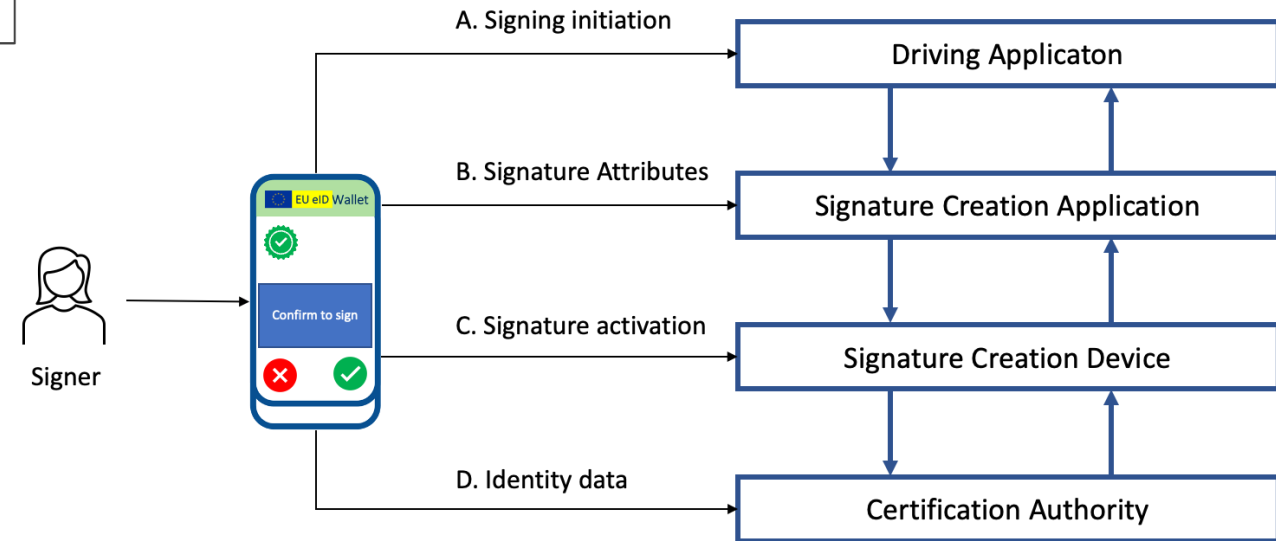 A. Signing initiation
Driving Applicaton
B. Signature Attributes
EU eID Wallet
Signature Creation Application
Confirm to sign
C. Signature activation
Signature Creation Device
Signer
D. Identity data
Certification Authority